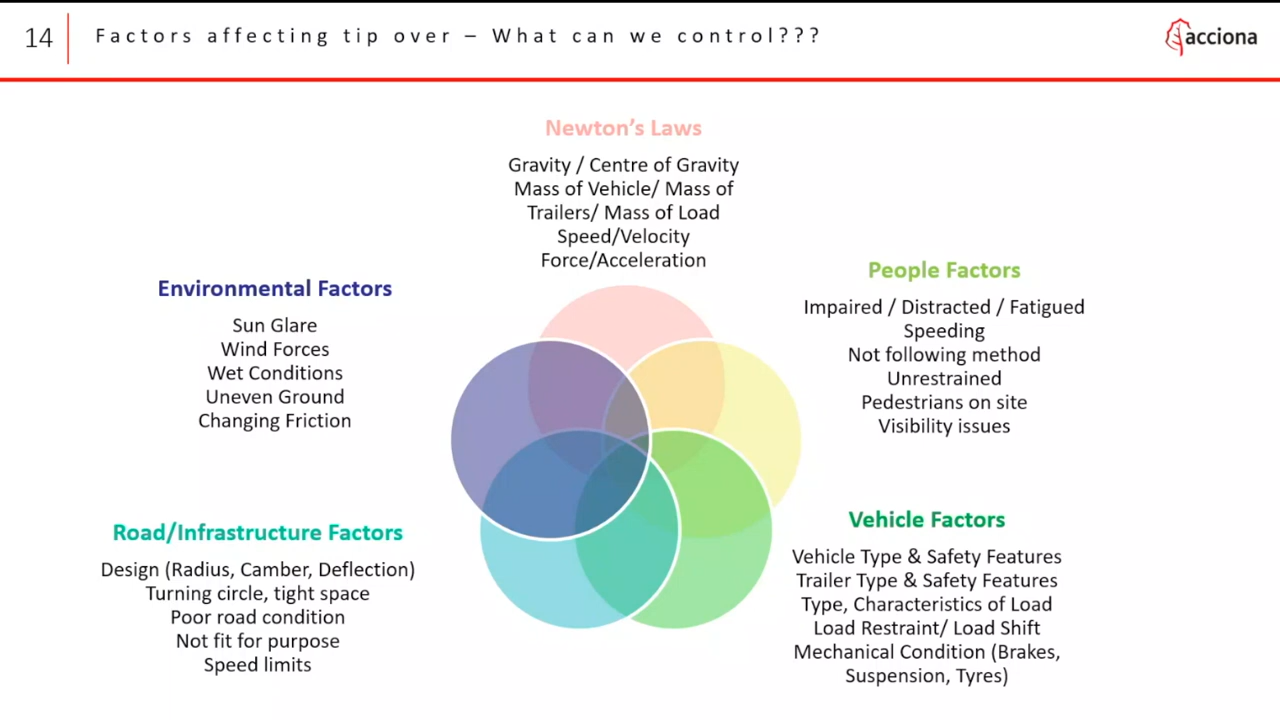 14
Factors affecting tip over – What can we control???
acciona
Newton's Laws
Gravity / Centre of Gravity
Mass of Vehicle/ Mass of
Trailers/ Mass of Load
Speed/Velocity
Force/Acceleration
Environmental Factors
Sun Glare
Wind Forces
Wet Conditions
Uneven Ground
Changing Friction
People Factors
Impaired / Distracted / Fatigued
Speeding
Not following method
Unrestrained
Pedestrians on site
Visibility issues
Road/Infrastructure Factors
Design (Radius, Camber, Deflection)
Turning circle, tight space
Poor road condition
Not fit for purpose
Speed limits
Vehicle Factors
Vehicle Type & Safety Features
Trailer Type & Safety Features
Type, Characteristics of Load
Load Restraint/ Load Shift
Mechanical Condition (Brakes,
Suspension, Tyres)